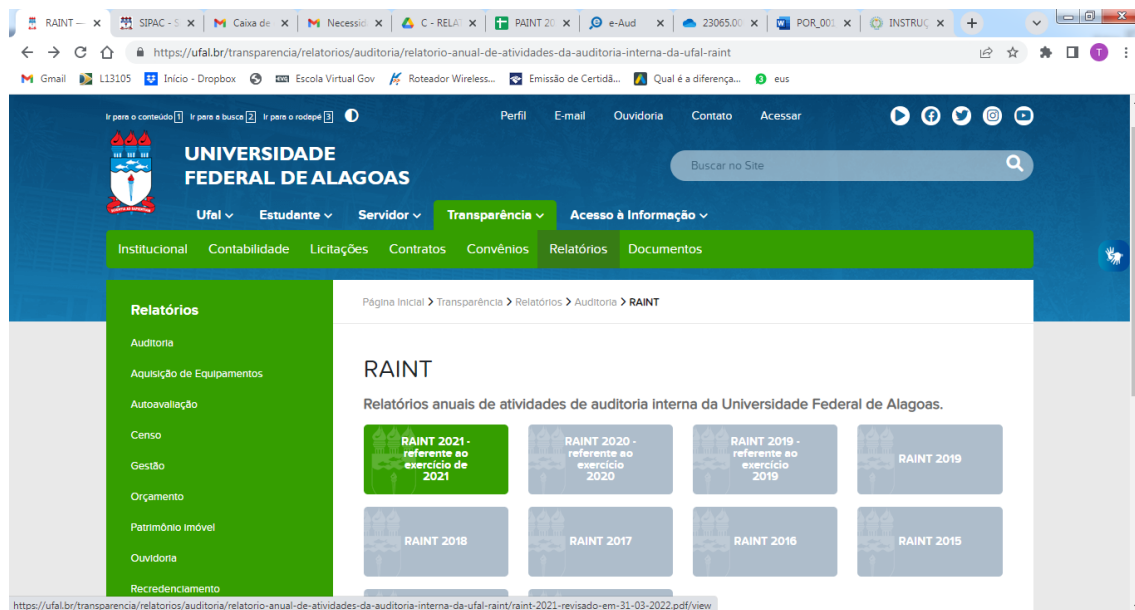 RAINT —
SIPAC - S
Caixa de
Necessid
C - RELAT
PAINT 20
e-Aud
23065.00
POR_001
INSTRUÇ
https://ufal.br/transparencia/relatorios/auditoria/relatorio-anual-de-atividades-da-auditoria-interna-da-ufal-raint
T
Gmail
L13105
Início - Dropbox
Escola Virtual Gov
Roteador Wireless...
Emissão de Certidã...
Qual é a diferença...
eus
Ir para o conteúdo 1 Ir para a busca 2 Ir para o rodapé 3
Perfil E-mail Ouvidoria Contato Acessar
UNIVERSIDADE
FEDERAL DE ALAGOAS
Buscar no Site
Ufal Estudante Servidor Transparência Acesso à Informação
Institucional Contabilidade Licitações Contratos Convênios Relatórios Documentos
Relatórios
Auditoria
Aquisição de Equipamentos
Autoavaliação
Censo
Gestão
Orçamento
Patrimônio Imóvel
Ouvidoria
Recredenciamento
Página Inicial > Transparência > Relatórios > Auditoria > RAINT
RAINT
Relatórios anuais de atividades de auditoria interna da Universidade Federal de Alagoas.
RAINT 2021 -
referente ao
exercício de
2021
RAINT 2020 -
referente ao
exercício
2020
RAINT 2019 -
referente ao
exercício
2019
RAINT 2019
RAINT 2018
RAINT 2017
RAINT 2016
RAINT 2015
https://ufal.br/transparencia/relatorios/auditoria/relatorio-anual-de-atividades-da-auditoria-interna-da-ufal-raint/raint-2021-revisado-em-31-03-2022.pdf/view